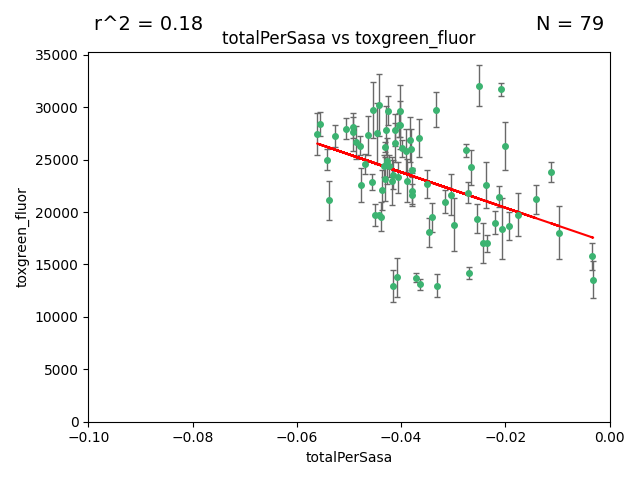 r^2 = 0.18
N = 79
totalPerSasa vs toxgreen_fluor
35000
30000
25000
20000
15000
10000
5000
0
toxgreen_fluor
−0.10
−0.08
−0.06
−0.04
−0.02
0.00
totalPerSasa